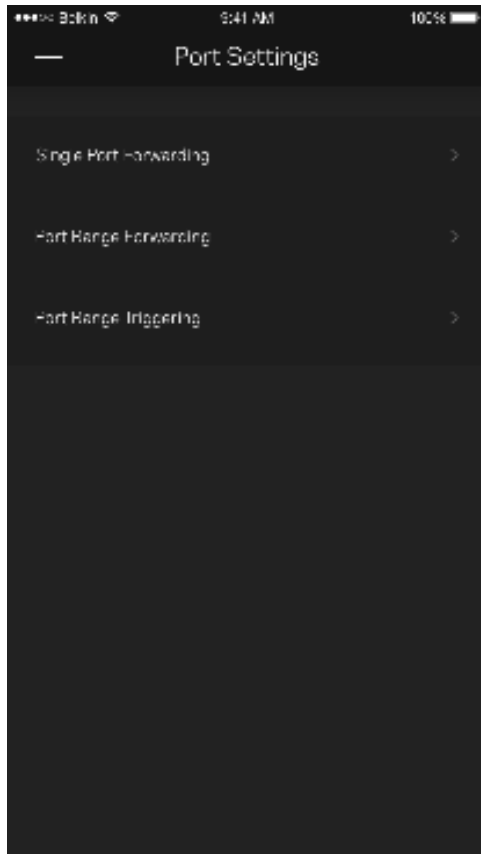 Belkin 9:41 AM 100%
Port Settings
Single Port Forwarding
Port Range Forwarding
Port Range Triggering